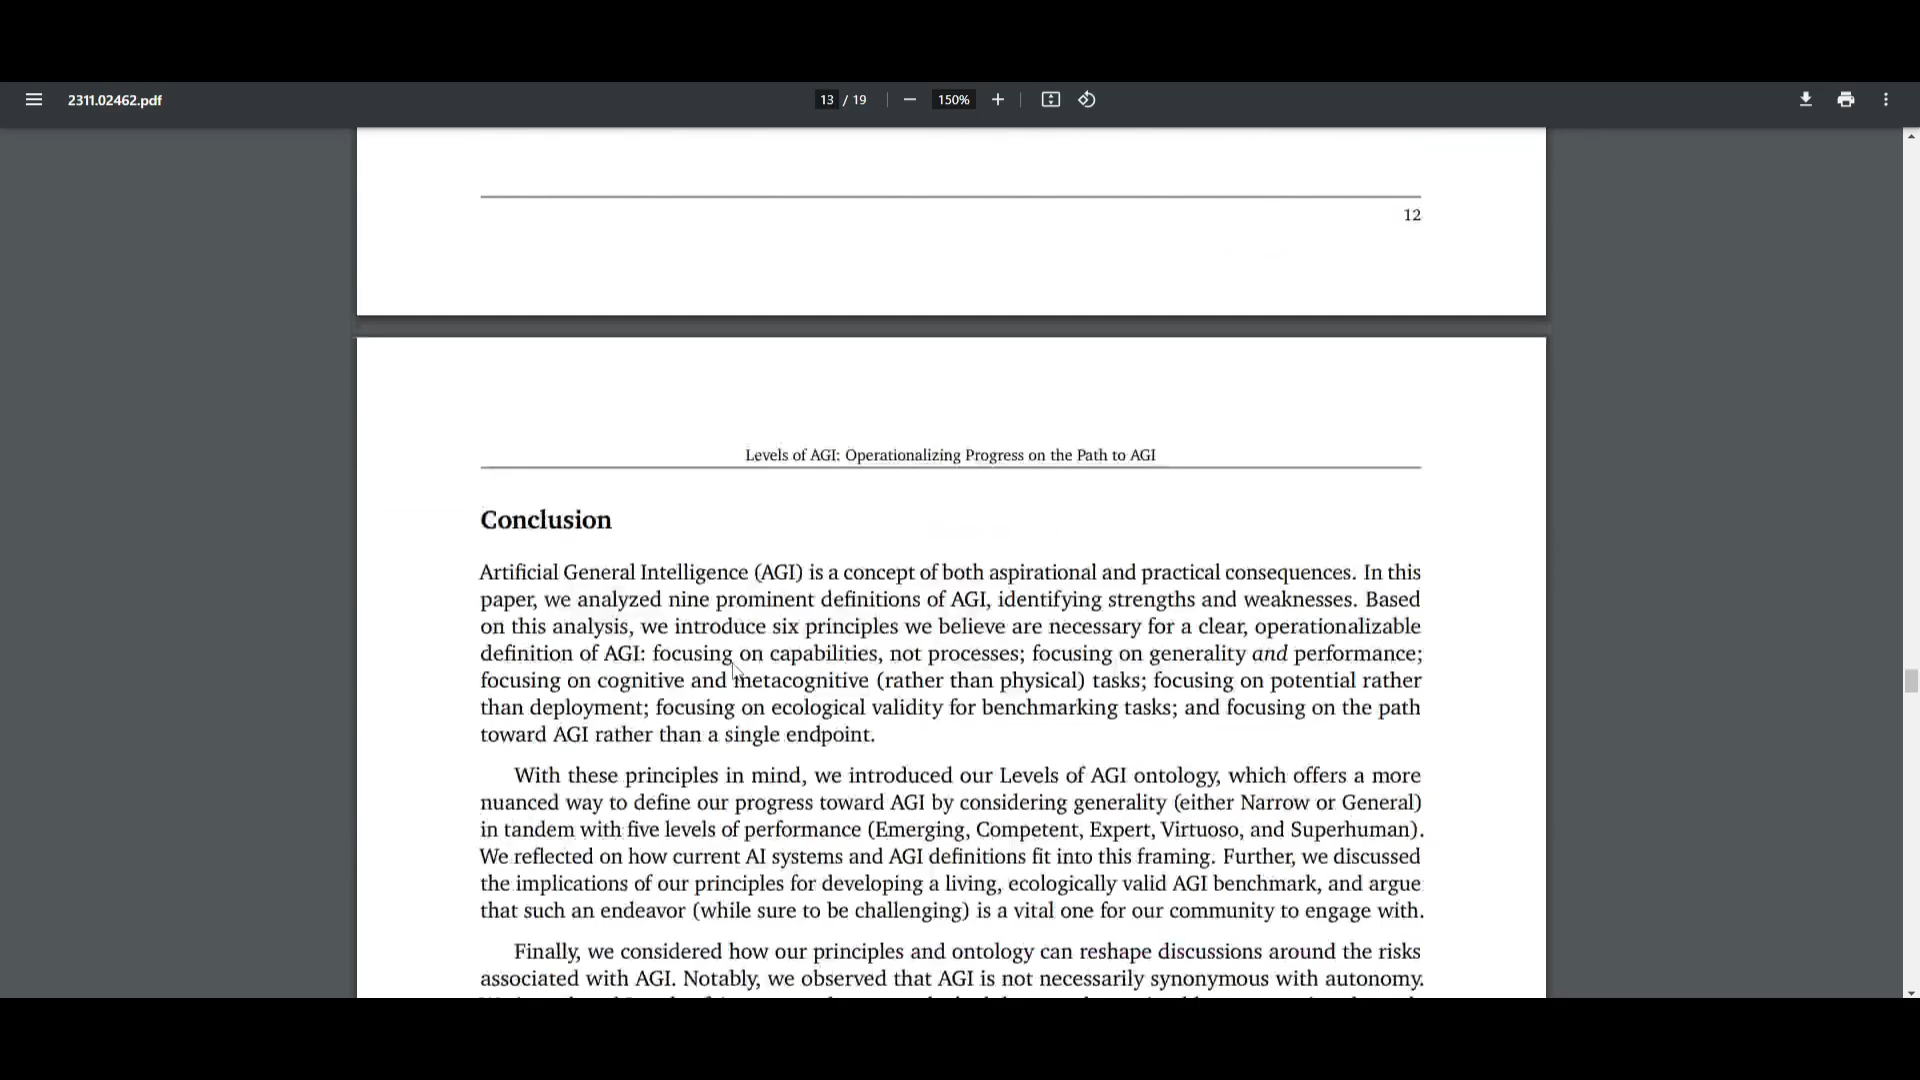 2311.02462.pdf
13 / 19
150%
12
Levels of AGI: Operationalizing Progress on the Path to AGI
Conclusion
Artificial General Intelligence (AGI) is a concept of both aspirational and practical consequences. In this
paper, we analyzed nine prominent definitions of AGI, identifying strengths and weaknesses. Based
on this analysis, we introduce six principles we believe are necessary for a clear, operationalizable
definition of AGI: focusing on capabilities, not processes; focusing on generality and performance;
focusing on cognitive and metacognitive (rather than physical) tasks; focusing on potential rather
than deployment; focusing on ecological validity for benchmarking tasks; and focusing on the path
toward AGI rather than a single endpoint.
With these principles in mind, we introduced our Levels of AGI ontology, which offers a more
nuanced way to define our progress toward AGI by considering generality (either Narrow or General)
in tandem with five levels of performance (Emerging, Competent, Expert, Virtuoso, and Superhuman).
We reflected on how current AI systems and AGI definitions fit into this framing. Further, we discussed
the implications of our principles for developing a living, ecologically valid AGI benchmark, and argue
that such an endeavor (while sure to be challenging) is a vital one for our community to engage with.
Finally, we considered how our principles and ontology can reshape discussions around the risks
associated with AGI. Notably, we observed that AGI is not necessarily synonymous with autonomy.